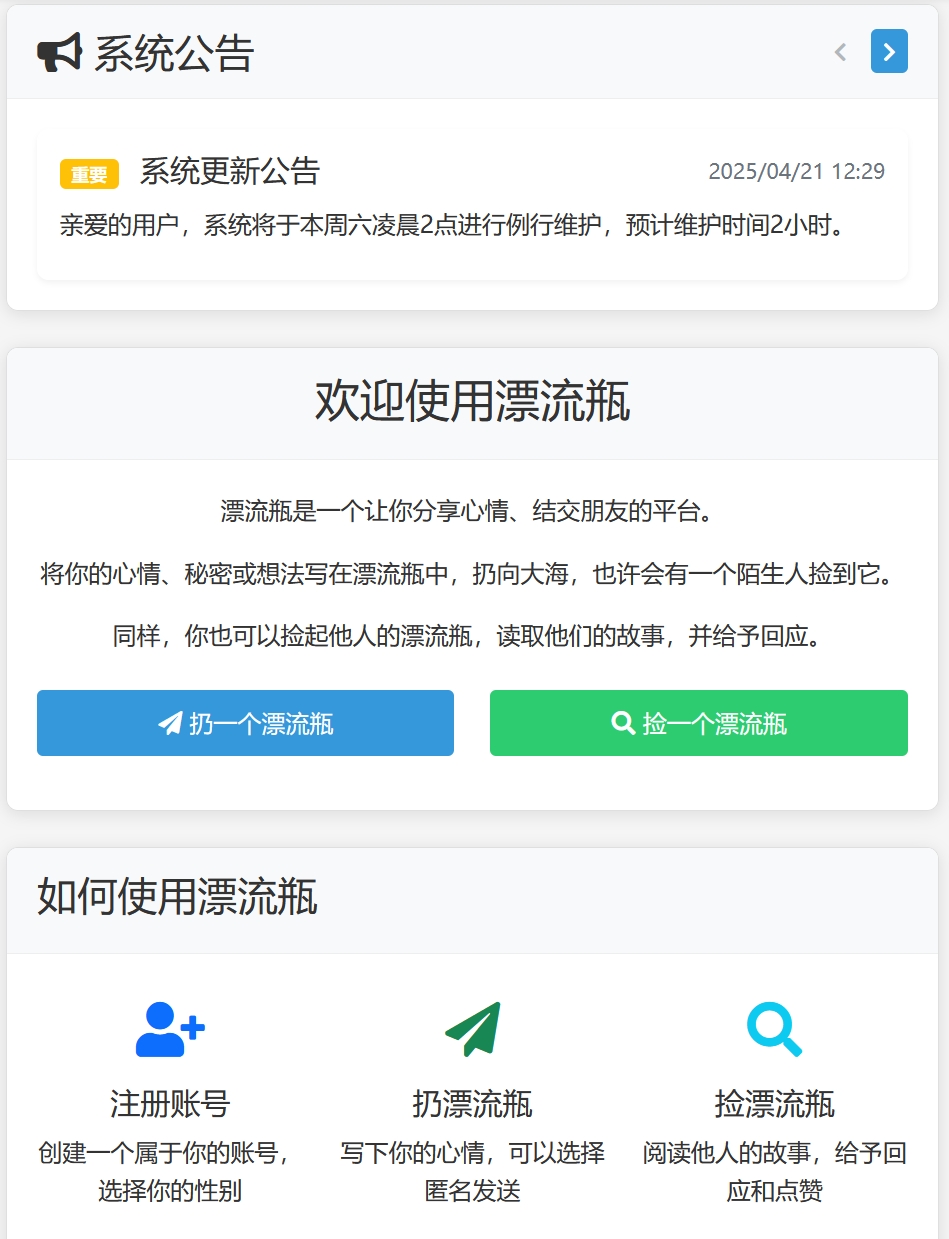 系统公告
重要 系统更新公告 2025/04/21 12:29
亲爱的用户，系统将于本周六凌晨2点进行例行维护，预计维护时间2小时。
欢迎使用漂流瓶
漂流瓶是一个让你分享心情、结交朋友的平台。
将你的心情、秘密或想法写在漂流瓶中，扔向大海，也许会有一个陌生人捡到它。
同样，你也可以捡起他人的漂流瓶，读取他们的故事，并给予回应。
扔一个漂流瓶 捡一个漂流瓶
如何使用漂流瓶
注册账号
创建一个属于你的账号，
选择你的性别
扔漂流瓶
写下你的心情，可以选择
匿名发送
捡漂流瓶
阅读他人的故事，给予回
应和点赞